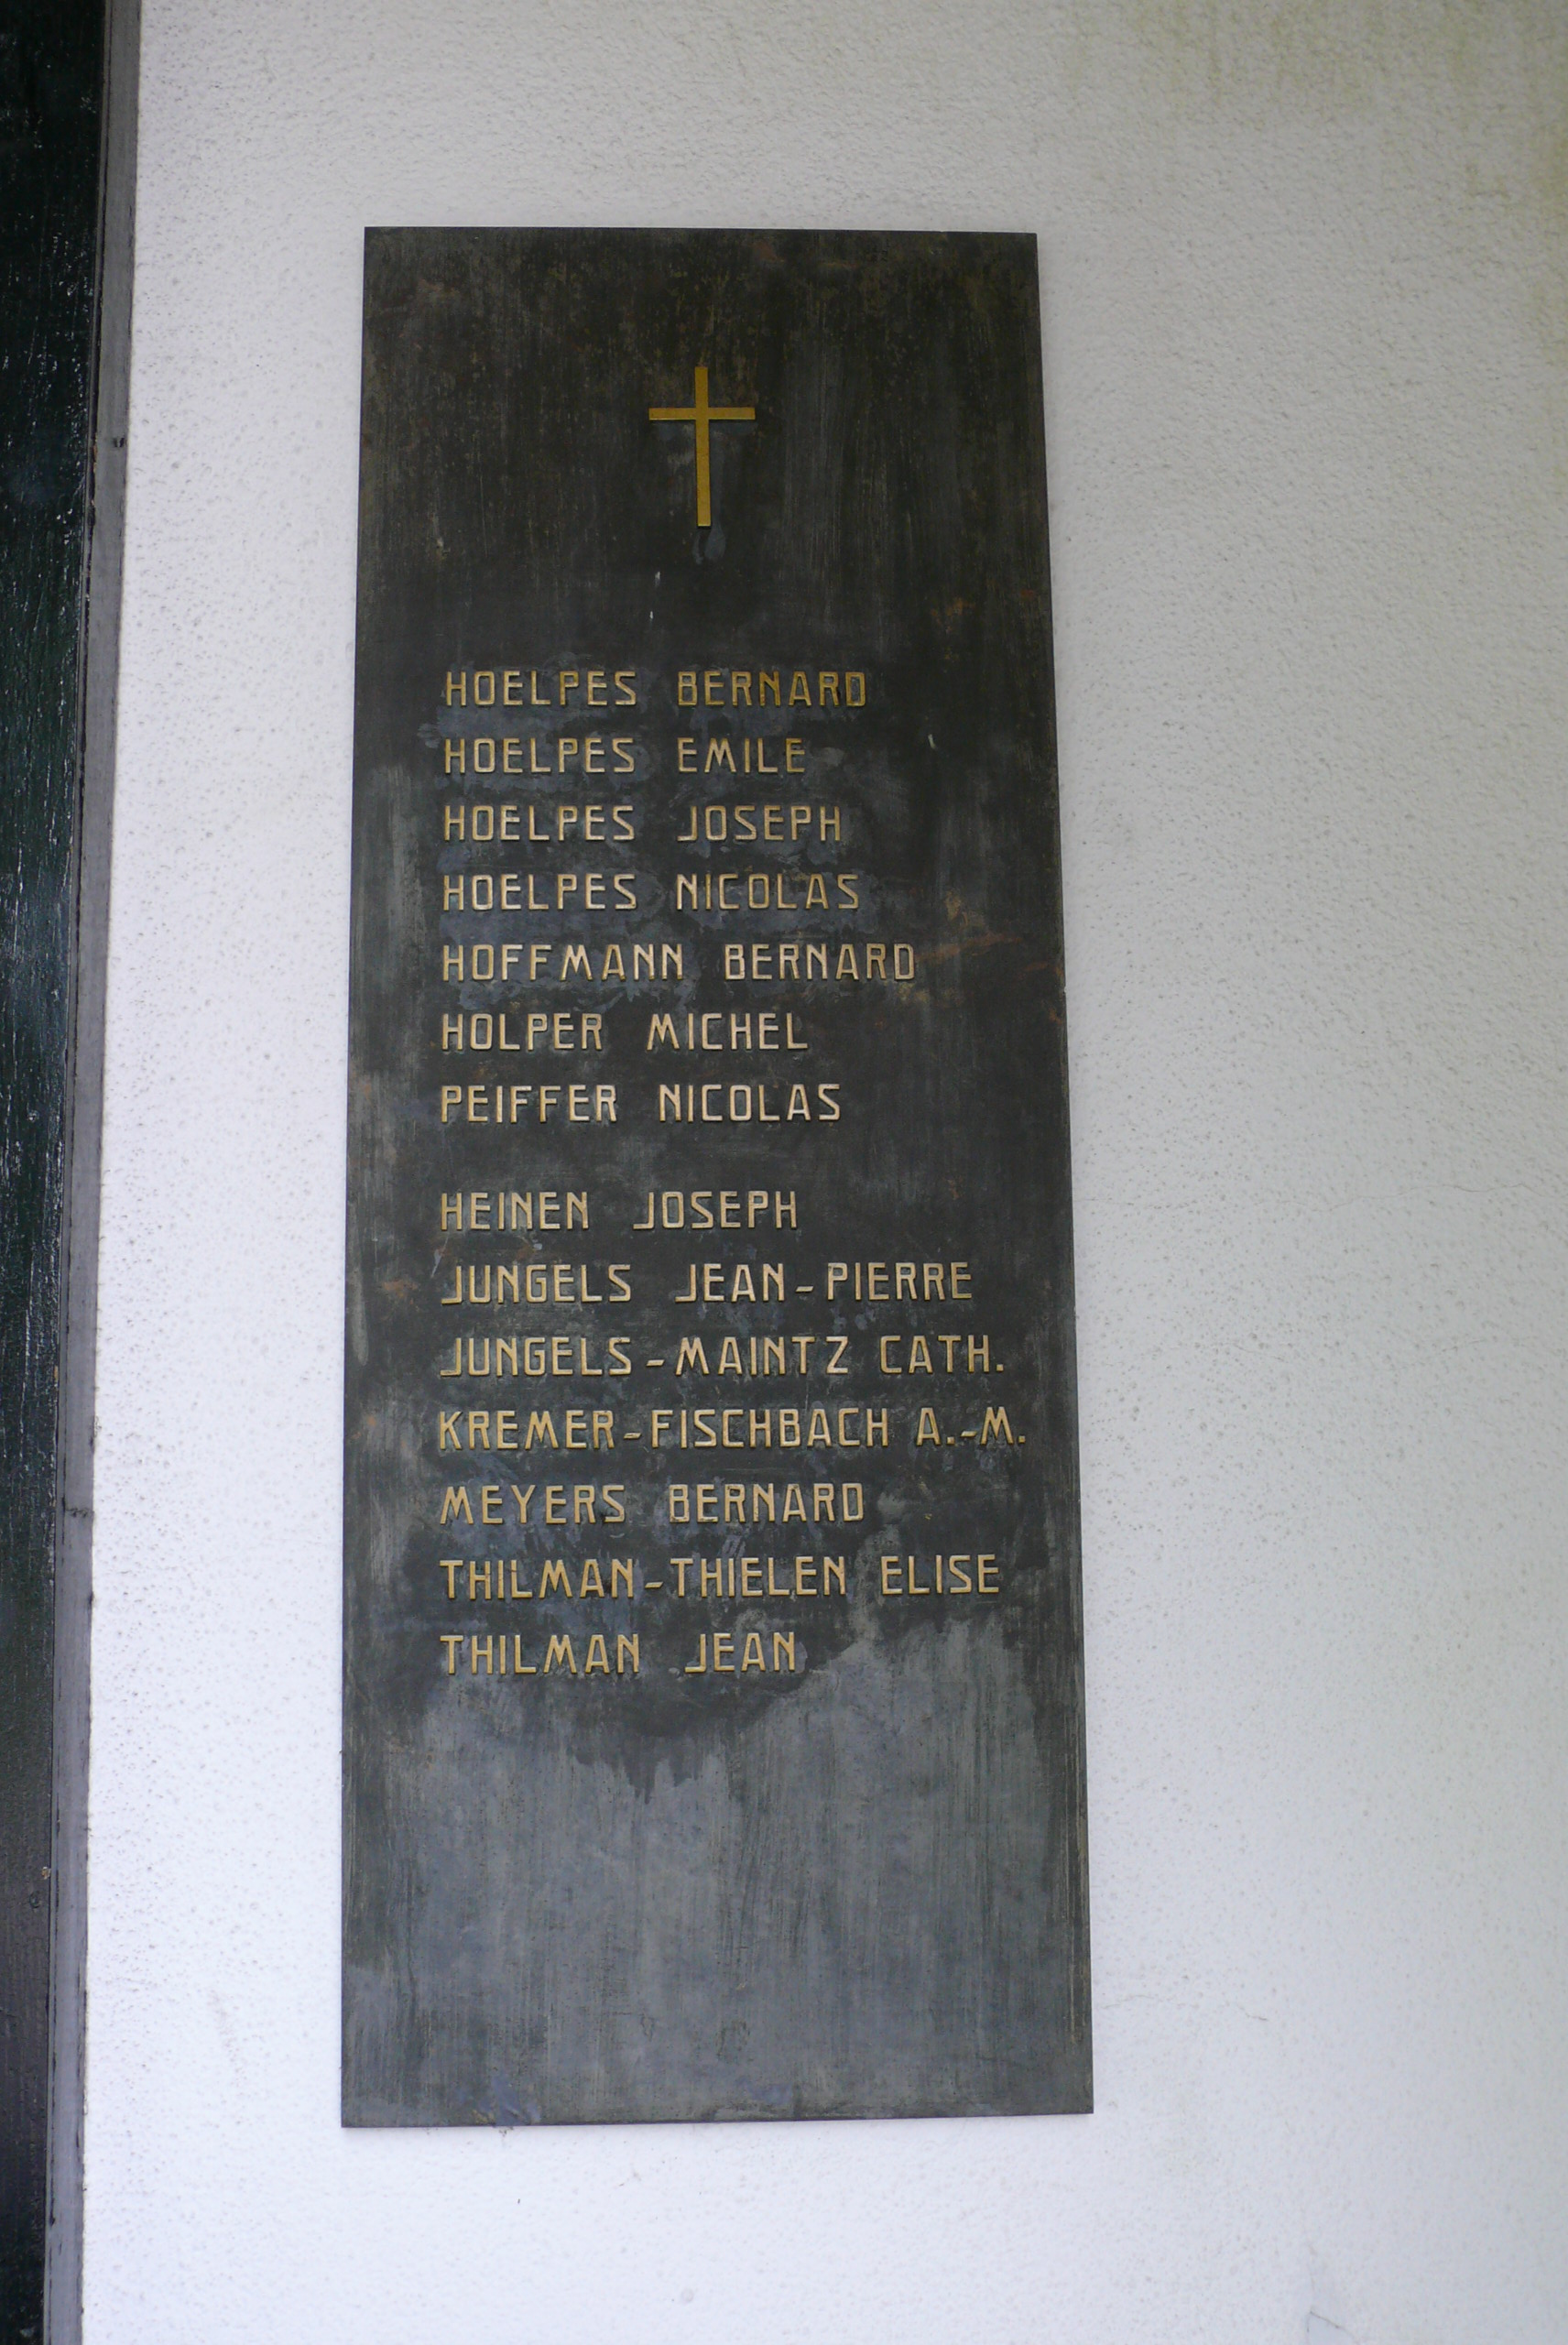 HOELPES BERNARD
HOELPES EMILE
HOELPES JOSEPH
HOELPES NICOLAS
HOFFMANN BERNARD
HOLPER MICHEL
PEIFFER NICOLAS
HEINEN JOSEPH
JUNGELS JEAN-PIERRE
JUNGELS-MAINTZ CATH.
KREMER-FISCHBACH A.-M.
MEYERS BERNARD
THILMAN-THIELEN ELISE
THILMAN JEAN